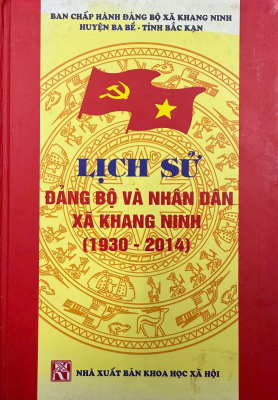 BAN CHẤP HÀNH ĐẢNG BỘ XÃ KHANG NINH
HUYỆN BA BỂ - TỈNH BẮC KẠN
LỊCH SỬ
ĐẢNG BỘ VÀ NHÂN DÂN
XÃ KHANG NINH
(1930 - 2014)
NHÀ XUẤT BẢN KHOA HỌC XÃ HỘI